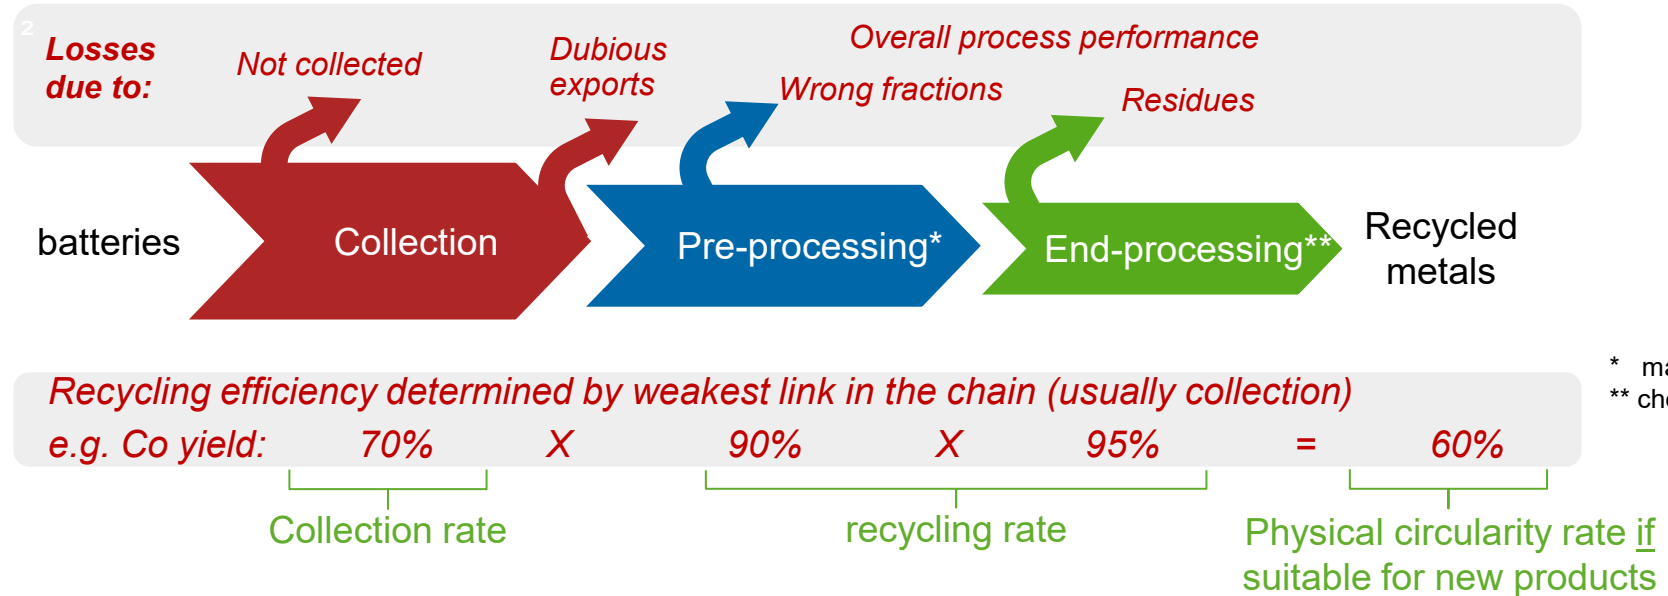 2
Losses
due to:
Not collected
Dubious
exports
Overall process performance
Wrong fractions
Residues
batteries
Collection
Pre-processing*
End-processing**
Recycled
metals
*
**
Recycling efficiency determined by weakest link in the chain (usually collection)
e.g. Co yield: 70% X 90% X 95% = 60%
Collection rate
recycling rate
Physical circularity rate if
suitable for new products